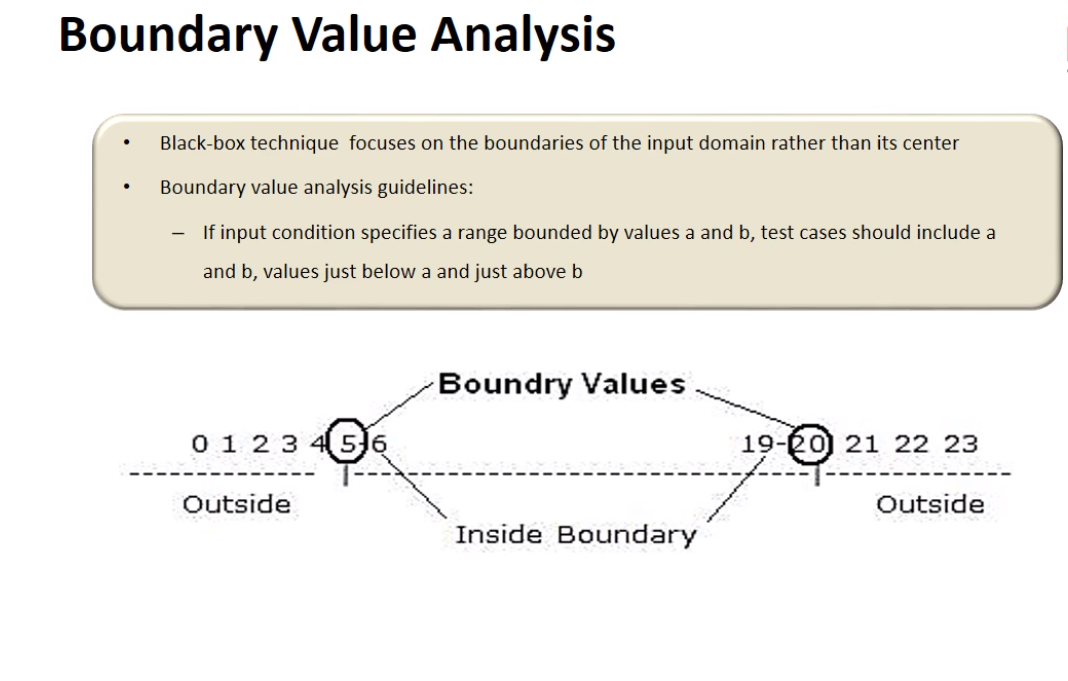 Boundary Value Analysis
• Black-box technique focuses on the boundaries of the input domain rather than its center
• Boundary value analysis guidelines:
– If input condition specifies a range bounded by values a and b, test cases should include a
and b, values just below a and just above b
Boundry Values
0 1 2 3 4 5-6 19-20 21 22 23
Outside Outside
Inside Boundary